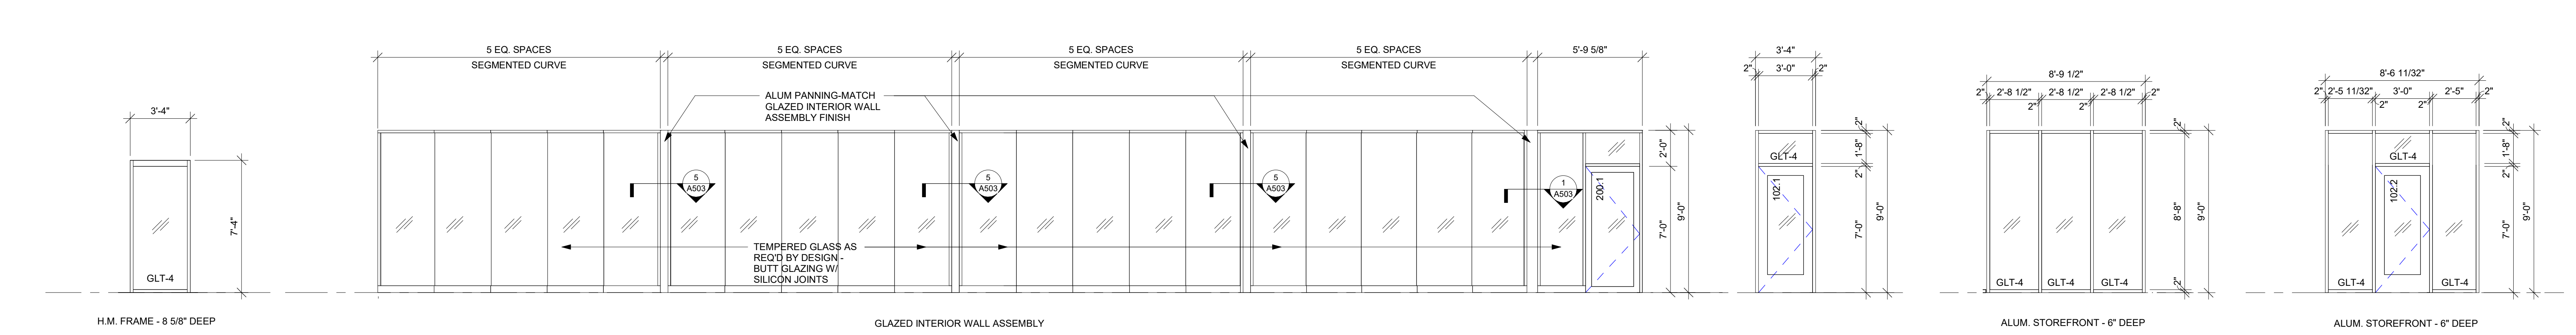 3'-4"
7'-4"
GLT-4
H.M. FRAME - 8 5/8" DEEP
5 EQ. SPACES
SEGMENTED CURVE
5 EQ. SPACES
SEGMENTED CURVE
5 EQ. SPACES
SEGMENTED CURVE
5 EQ. SPACES
SEGMENTED CURVE
5'-9 5/8"
ALUM PANNING-MATCH
GLAZED INTERIOR WALL
ASSEMBLY FINISH
5
A503
5
A503
5
A503
1
A503
200.1
2'-0"
7'-0"
9'-0"
TEMPERED GLASS AS
REQ'D BY DESIGN -
BUTT GLAZING W/
SILICON JOINTS
GLAZED INTERIOR WALL ASSEMBLY
3'-4"
2"
3'-0"
2"
GLT-4
102.1
2"
1'-8"
2"
7'-0"
9'-0"
8'-9 1/2"
2"
2'-8 1/2"
2"
2'-8 1/2"
2"
2'-8 1/2"
2"
GLT-4
GLT-4
GLT-4
2"
8'-8"
2"
9'-0"
ALUM. STOREFRONT - 6" DEEP
8'-6 11/32"
2"
2'-5 11/32"
2"
3'-0"
2"
2'-5"
2"
GLT-4
102.2
GLT-4
GLT-4
2"
1'-8"
2"
7'-0"
9'-0"
ALUM. STOREFRONT - 6" DEEP